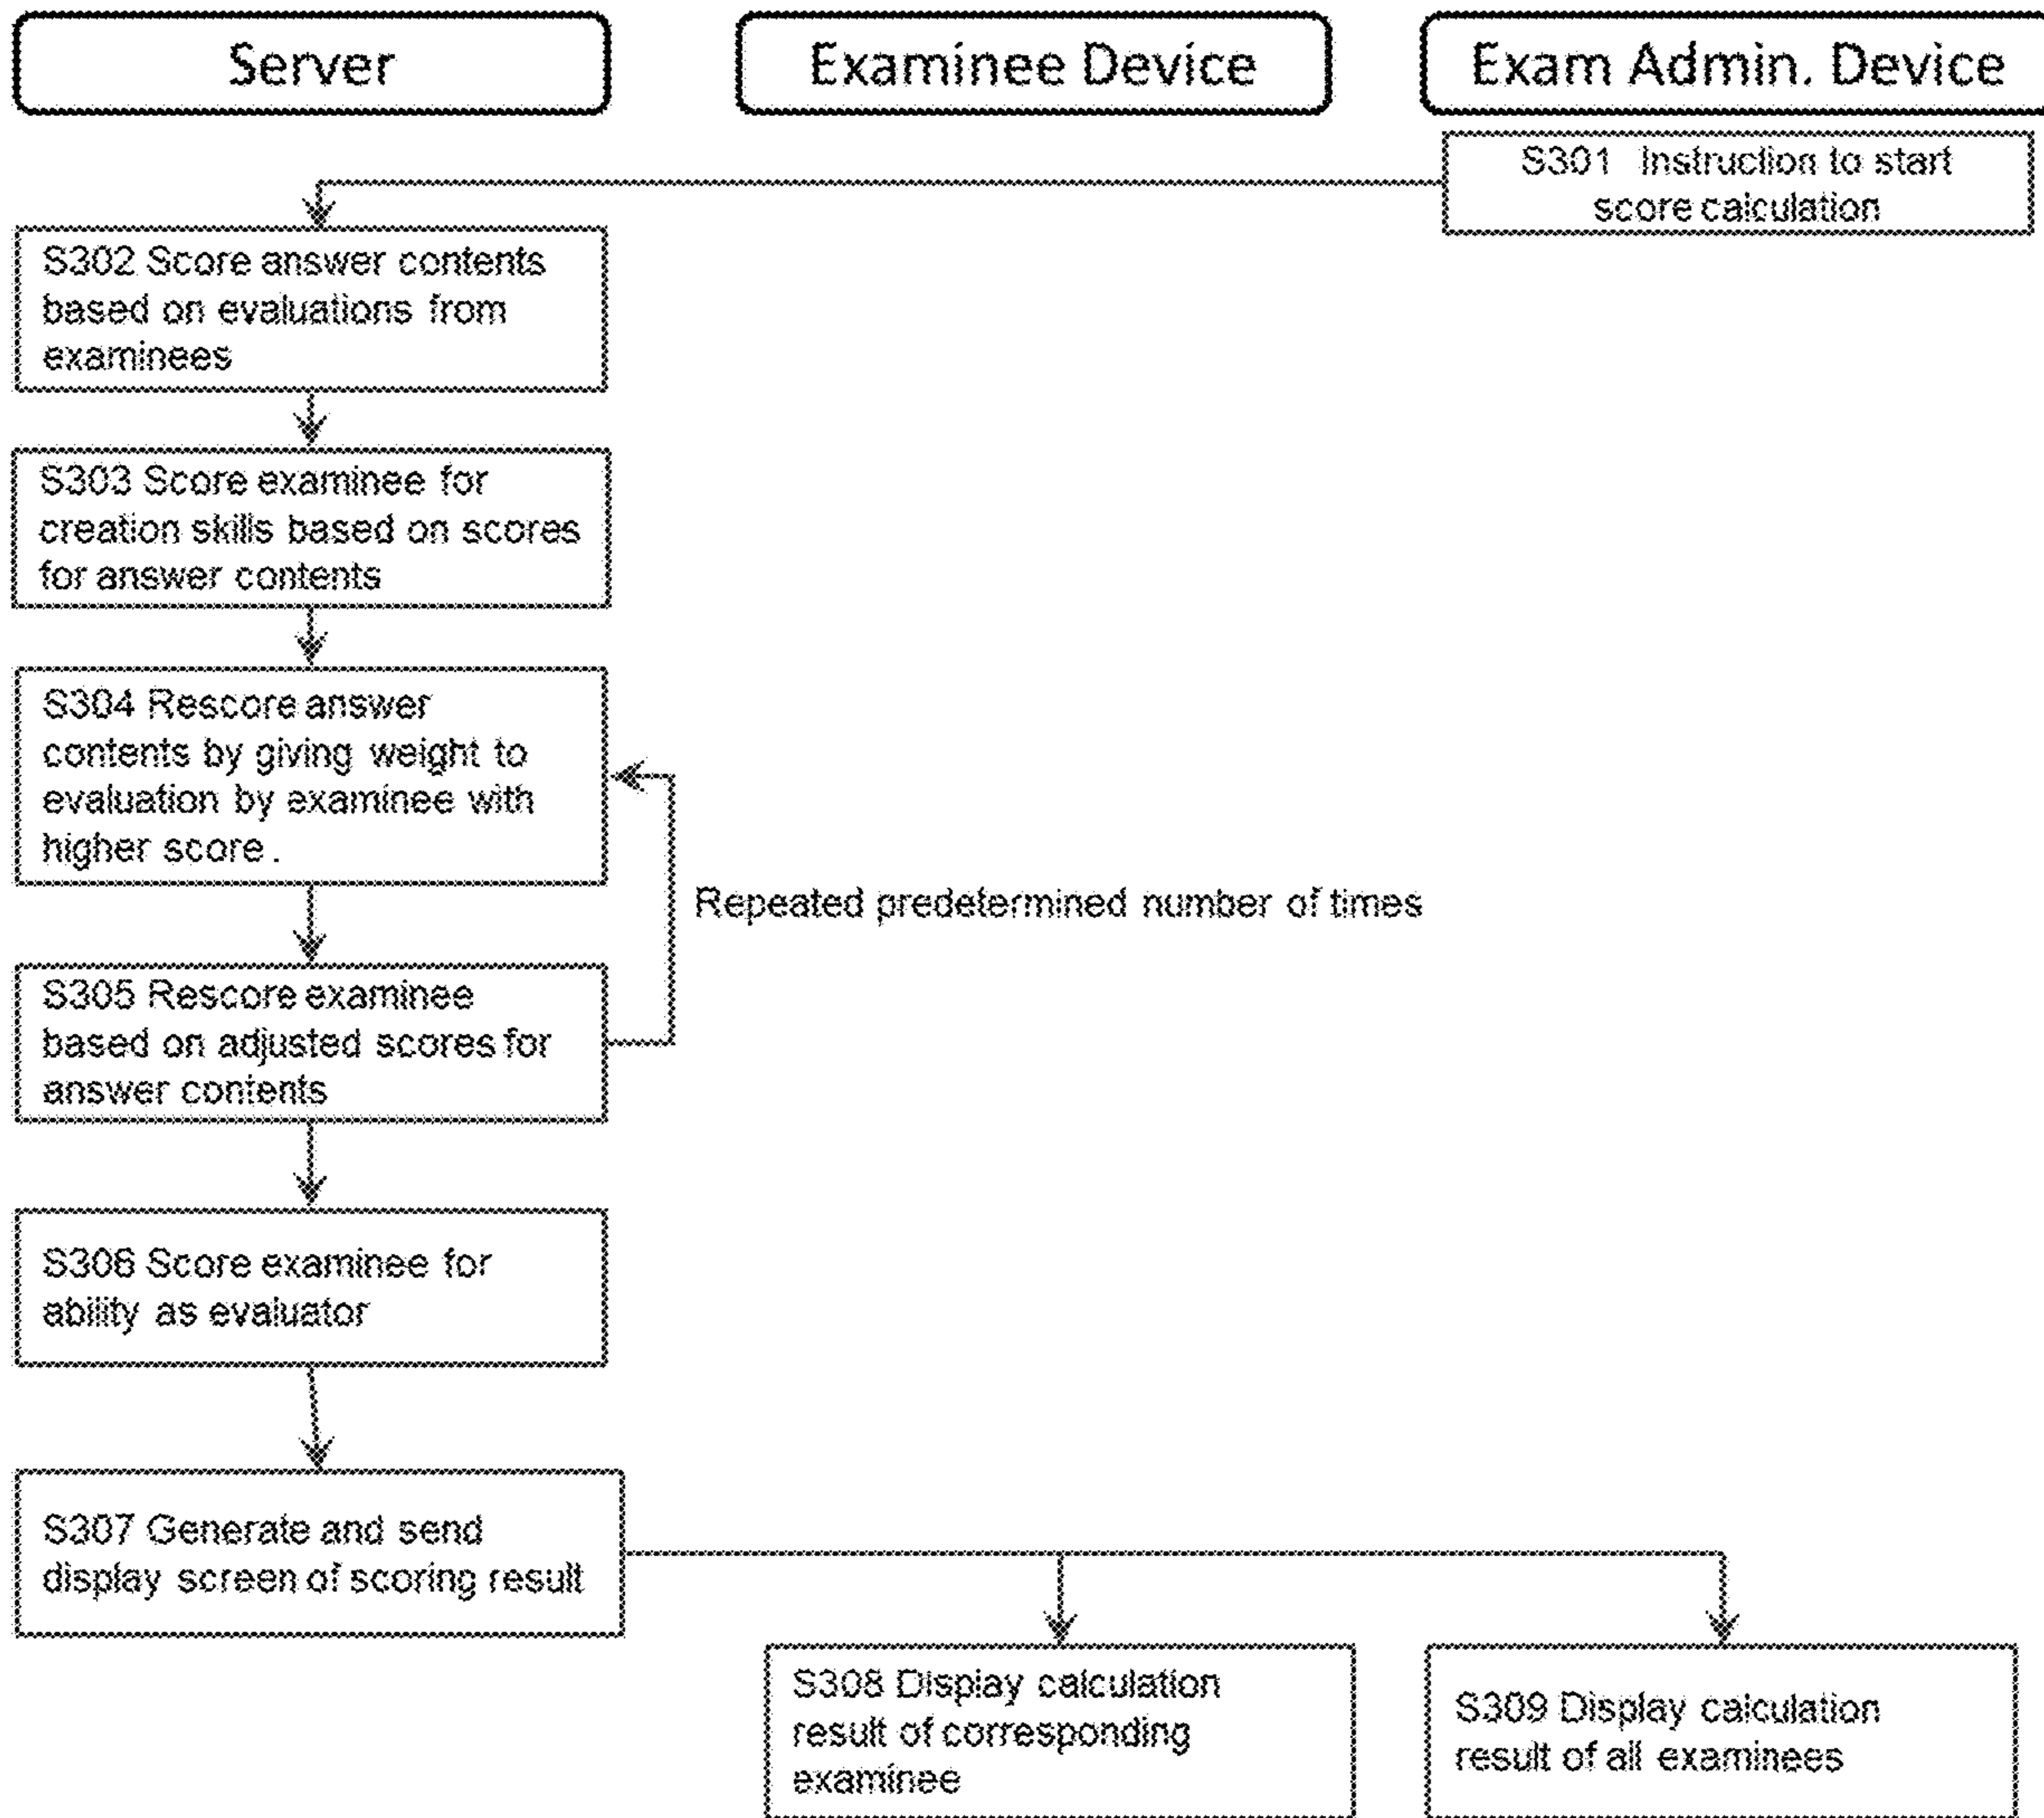 Server
Examinee Device
Exam Admin. Device
S301 Instruction to start
score calculation
S302 Score answer contents
based on evaluations from
examinees
S303 Score examinee for
creation skills based on scores
for answer contents
S304 Rescore answer
contents by giving weight to
evaluation by examinee with
higher score.
Repeated predetermined number of times
S305 Rescore examinee
based on adjusted scores for
answer contents
S306 Score examinee for
ability as evaluator
S307 Generate and send
display screen of scoring result
S308 Display calculation
result of corresponding
examinee
S309 Display calculation
result of all examinees